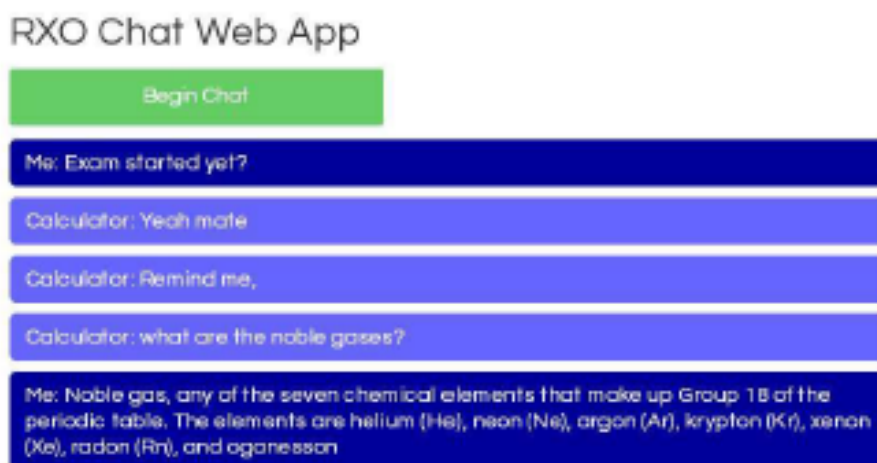 RXO Chat Web App
Begin Chat
Me: Exam started yet?
Calculator: Yeah mate
Calculator: Remind me,
Calculator: what are the noble gases?
Me: Noble gas, any of the seven chemical elements that make up Group 18 of the
periodic table. The elements are helium (He), neon (Ne), argon (Ar), krypton (Kr), xenon
(Xe), radon (Rn), and oganesson